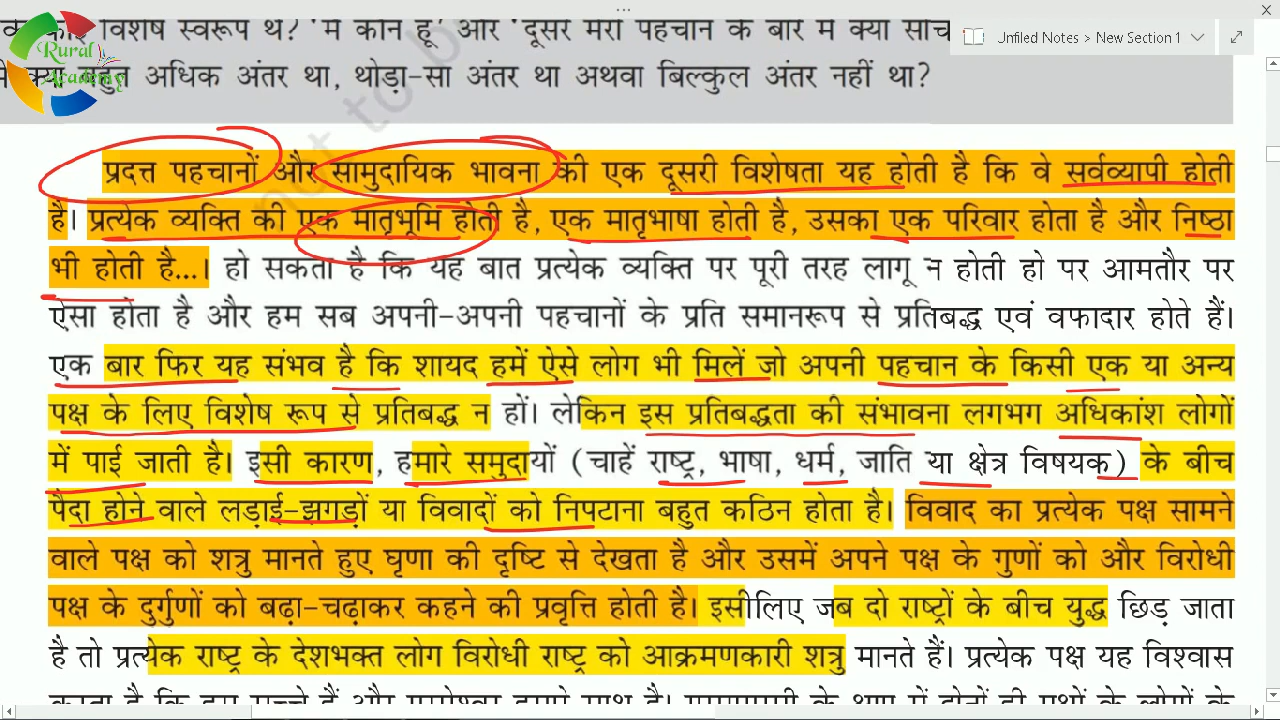 विशेष स्वरूप थे? 'मैं कौन हूँ' और 'दूसरे मेरी पहचान के बारे में क्या सोच
Unfiled Notes > New Section 1
Rural
Academy
बहुत अधिक अंतर था, थोड़ा-सा अंतर था अथवा बिल्कुल अंतर नहीं था?
not to b
प्रदत्त पहचानों और सामुदायिक भावना की एक दूसरी विशेषता यह होती है कि वे सर्वव्यापी होती
है। प्रत्येक व्यक्ति की एक मातृभूमि होती है, एक मातृभाषा होती है, उसका एक परिवार होता है और निष्ठा
भी होती है...। हो सकता है कि यह बात प्रत्येक व्यक्ति पर पूरी तरह लागू न होती हो पर आमतौर पर
ऐसा होता है और हम सब अपनी-अपनी पहचानों के प्रति समानरूप से प्रतिबद्ध एवं वफादार होते हैं।
एक बार फिर यह संभव है कि शायद हमें ऐसे लोग भी मिलें जो अपनी पहचान के किसी एक या अन्य
पक्ष के लिए विशेष रूप से प्रतिबद्ध न हों। लेकिन इस प्रतिबद्धता की संभावना लगभग अधिकांश लोगों
में पाई जाती है। इसी कारण, हमारे समुदायों (चाहें राष्ट्र, भाषा, धर्म, जाति या क्षेत्र विषयक) के बीच
पैदा होने वाले लड़ाई-झगड़ों या विवादों को निपटाना बहुत कठिन होता है। विवाद का प्रत्येक पक्ष सामने
वाले पक्ष को शत्रु मानते हुए घृणा की दृष्टि से देखता है और उसमें अपने पक्ष के गुणों को और विरोधी
पक्ष के दुर्गुणों को बढ़ा-चढ़ाकर कहने की प्रवृत्ति होती है। इसीलिए जब दो राष्ट्रों के बीच युद्ध छिड़ जाता
है तो प्रत्येक राष्ट्र के देशभक्त लोग विरोधी राष्ट्र को आक्रमणकारी शत्रु मानते हैं। प्रत्येक पक्ष यह विश्वास